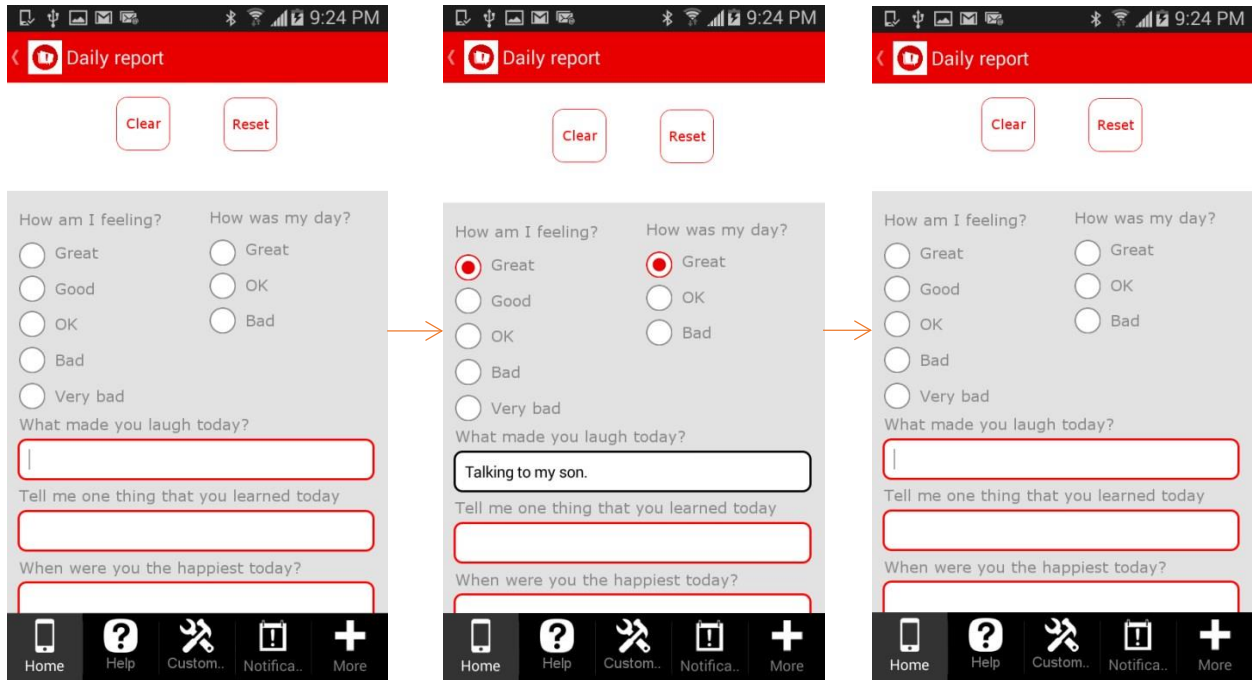 9:24 PM
Daily report
Clear Reset
How am I feeling? How was my day?
Great Great
Good OK
OK Bad
Bad
Very bad
What made you laugh today?
Tell me one thing that you learned today
When were you the happiest today?
Home Help Custom.. Notifica.. More
9:24 PM
Daily report
Clear Reset
How am I feeling? How was my day?
Great Great
Good OK
OK Bad
Bad
Very bad
What made you laugh today?
Talking to my son.
Tell me one thing that you learned today
When were you the happiest today?
Home Help Custom.. Notifica.. More
9:24 PM
Daily report
Clear Reset
How am I feeling? How was my day?
Great Great
Good OK
OK Bad
Bad
Very bad
What made you laugh today?
Tell me one thing that you learned today
When were you the happiest today?
Home Help Custom.. Notifica.. More